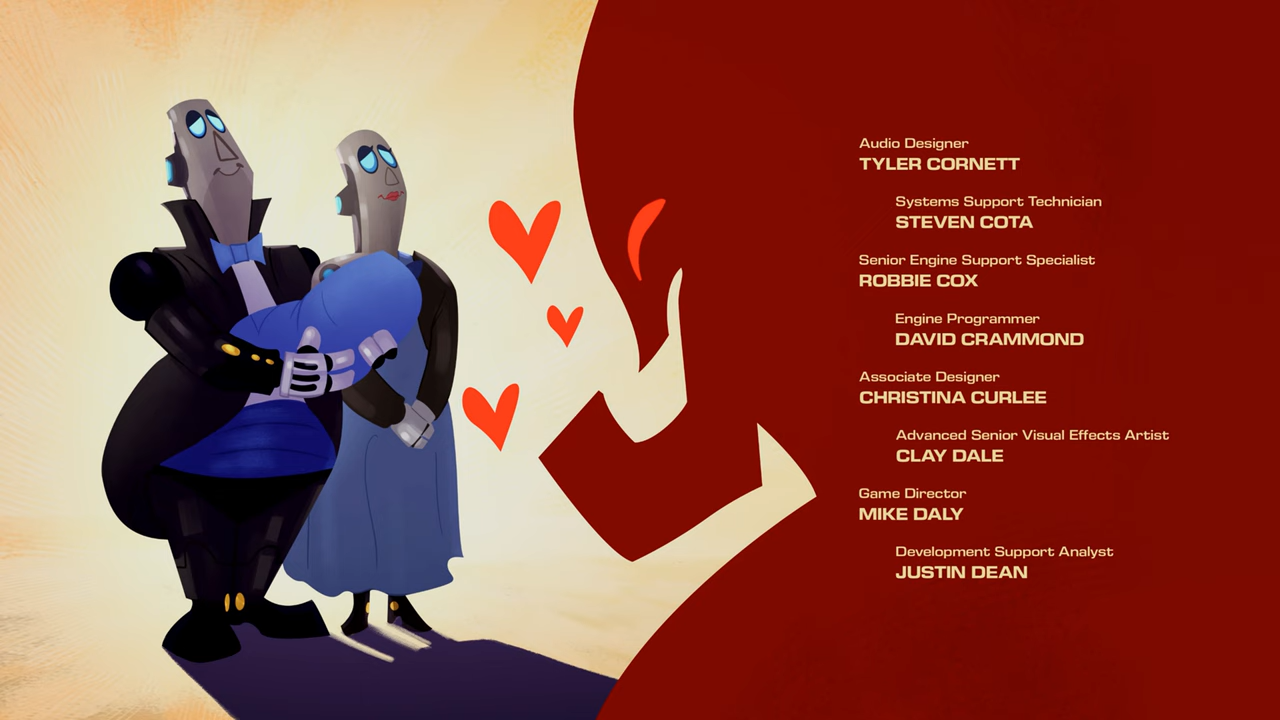 Audio Designer
TYLER CORNETT
Systems Support Technician
STEVEN COTA
Senior Engine Support Specialist
ROBBIE COX
Engine Programmer
DAVID CRAMMOND
Associate Designer
CHRISTINA CURLEE
Advanced Senior Visual Effects Artist
CLAY DALE
Game Director
MIKE DALY
Development Support Analyst
JUSTIN DEAN